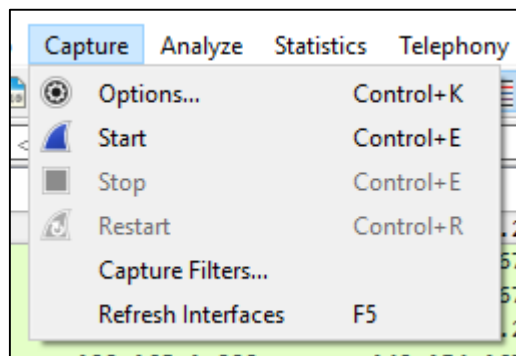 Capture Analyze Statistics Telephony
Options... Control+K
Start Control+E
Stop Control+E
Restart Control+R
Capture Filters...
Refresh Interfaces F5